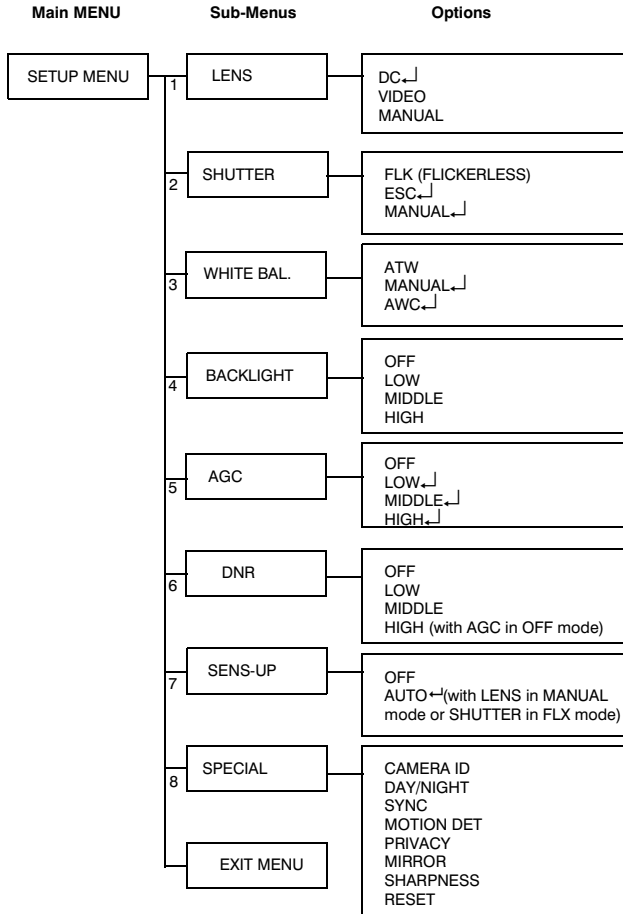 Main MENU Sub-Menus Options
SETUP MENU
1 LENS
DC↵
VIDEO
MANUAL
2 SHUTTER
FLK (FLICKERLESS)
ESC↵
MANUAL↵
3 WHITE BAL.
ATW
MANUAL↵
AWC↵
4 BACKLIGHT
OFF
LOW
MIDDLE
HIGH
5 AGC
OFF
LOW↵
MIDDLE↵
HIGH↵
6 DNR
OFF
LOW
MIDDLE
HIGH (with AGC in OFF mode)
7 SENS-UP
OFF
AUTO↵(with LENS in MANUAL
mode or SHUTTER in FLX mode)
8 SPECIAL
CAMERA ID
DAY/NIGHT
SYNC
MOTION DET
PRIVACY
MIRROR
SHARPNESS
RESET
EXIT MENU